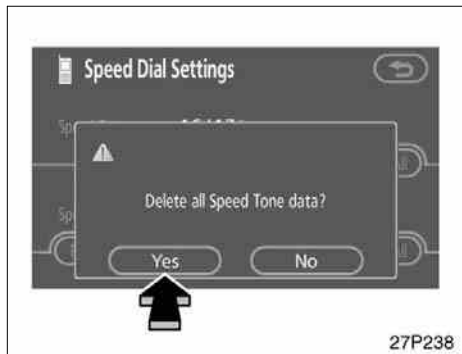 Speed Dial Settings
Delete all Speed Tone data?
Yes
No
27P238